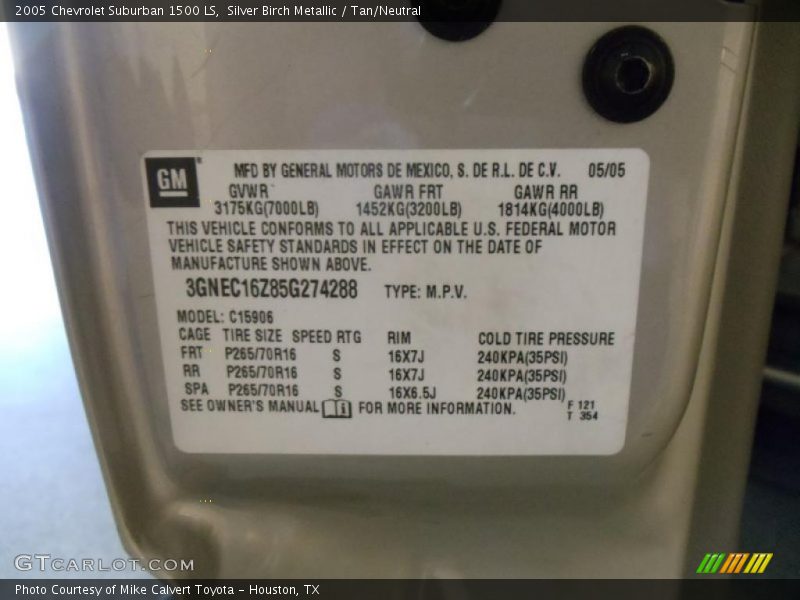 2005 Chevrolet Suburban 1500 LS, Silver Birch Metallic / Tan/Neutral
GM MFD BY GENERAL MOTORS DE MEXICO, S. DE R.L. DE C.V. 05/05
GVWR GAWR FRT GAWR RR
3175KG(7000LB) 1452KG(3200LB) 1814KG(4000LB)
THIS VEHICLE CONFORMS TO ALL APPLICABLE U.S. FEDERAL MOTOR
VEHICLE SAFETY STANDARDS IN EFFECT ON THE DATE OF
MANUFACTURE SHOWN ABOVE.
3GNEC16Z85G274288 TYPE: M.P.V.
MODEL: C15906
CAGE TIRE SIZE SPEED RTG RIM COLD TIRE PRESSURE
FRT P265/70R16 S 16X7J 240KPA(35PSI)
RR P265/70R16 S 16X7J 240KPA(35PSI)
SPA P265/70R16 S 16X6.5J 240KPA(35PSI)
SEE OWNER'S MANUAL FOR MORE INFORMATION. F 121
T 354
GTCARLOT.COM
Photo Courtesy of Mike Calvert Toyota - Houston, TX